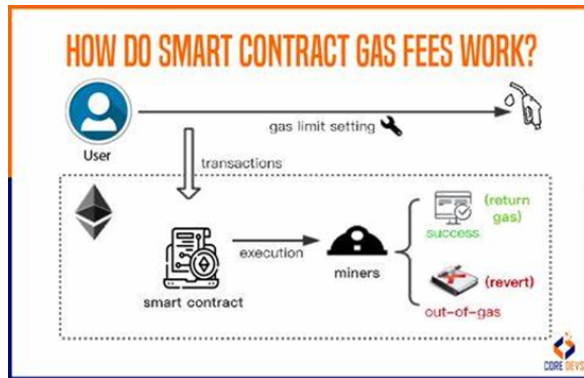 HOW DO SMART CONTRACT GAS FEES WORK?
gas limit setting
User
transactions
(return
gas)
success
execution
miners
smart contract
(revert)
out-of-gas
CORE DEVS